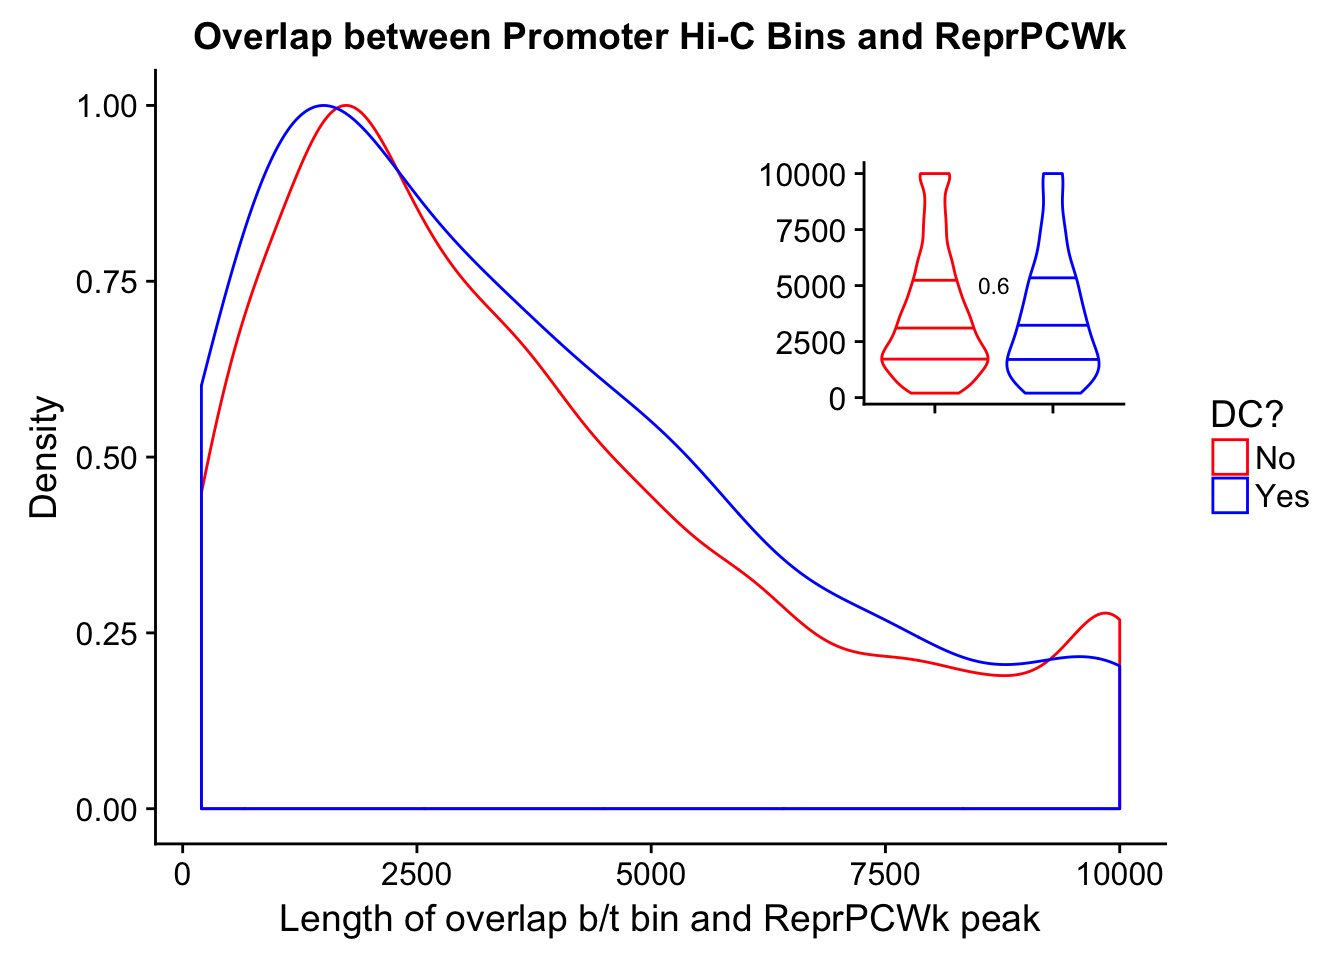 Overlap between Promoter Hi-C Bins and ReprPCWk
1.00
0.75
0.50
0.25
0.00
Density
0
2500
5000
7500
10000
Length of overlap b/t bin and ReprPCWk peak
10000
7500
5000
2500
0
0.6
DC?
No
Yes